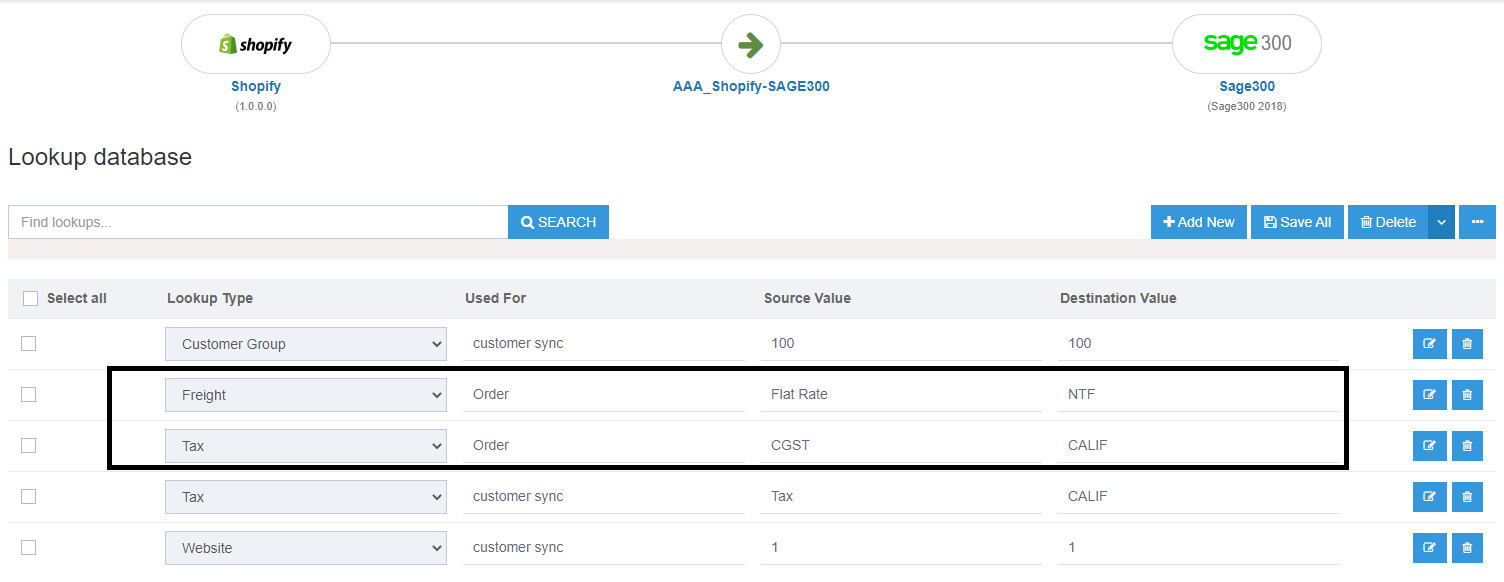 shopify
sage 300
Shopify
AAA_Shopify-SAGE300
Sage300
(1.0.0.0)
(Sage300 2018)
Lookup database
Find lookups...
SEARCH
Add New
Save All
Delete
Select all Lookup Type Used For Source Value Destination Value
Customer Group customer sync 100 100
Freight Order Flat Rate NTF
Tax Order CGST CALIF
Tax customer sync Tax CALIF
Website customer sync 1 1